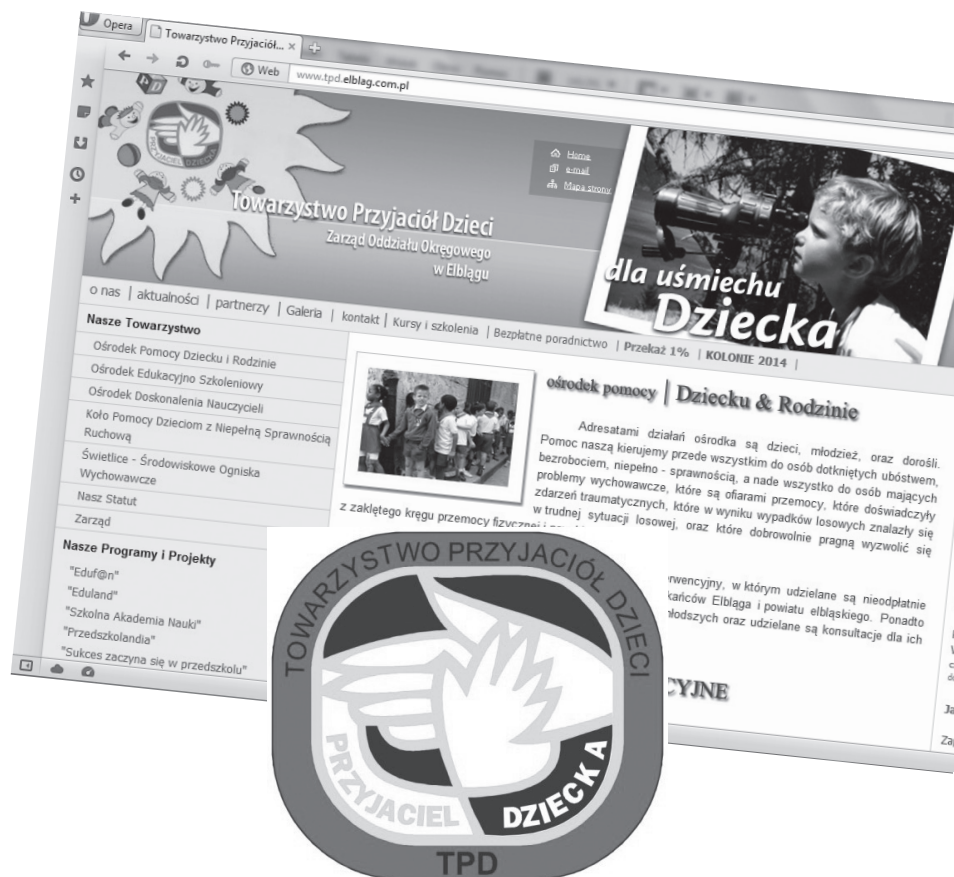 Opera
Towarzystwo Przyjaciół... ×
Web www.tpd.elblag.com.pl
PRZYJACIEL DZIECKA
Home
e-mail
Mapa strony
Towarzystwo Przyjaciół Dzieci
Zarząd Oddziału Okręgowego
w Elblągu
dla uśmiechu
Dziecka
o nas | aktualności | partnerzy | Galeria | kontakt | Kursy i szkolenia | Bezpłatne poradnictwo | Przekaż 1% | KOLONIE 2014 |
Nasze Towarzystwo
Ośrodek Pomocy Dziecku i Rodzinie
Ośrodek Edukacyjno Szkoleniowy
Ośrodek Doskonalenia Nauczycieli
Koło Pomocy Dzieciom z Niepełną Sprawnością
Ruchową
Świetlice - Środowiskowe Ogniska
Wychowawcze
Nasz Statut
Zarząd
Nasze Programy i Projekty
"Eduf@n"
"Eduland"
"Szkolna Akademia Nauki"
"Przedszkolandia"
"Sukces zaczyna się w przedszkolu"
ośrodek pomocy | Dziecku & Rodzinie
Adresatami działań ośrodka są dzieci, młodzież, oraz dorośli.
Pomoc naszą kierujemy przede wszystkim do osób dotkniętych ubóstwem,
bezrobociem, niepełno - sprawnością, a nade wszystko do osób mających
problemy wychowawcze, które są ofiarami przemocy, które doświadczyły
zdarzeń traumatycznych, które w wyniku wypadków losowych znalazły się
w trudnej sytuacji losowej, oraz które dobrowolnie pragną wyzwolić się
z zaklętego kręgu przemocy fizycznej i
erwencyjny, w którym udzielane są nieodpłatnie
kańców Elbląga i powiatu elbląskiego. Ponadto
młodszych oraz udzielane są konsultacje dla ich
CYJNE
TOWARZYSTWO PRZYJACIÓŁ DZIECI
PRZYJACIEL DZIECKA
TPD